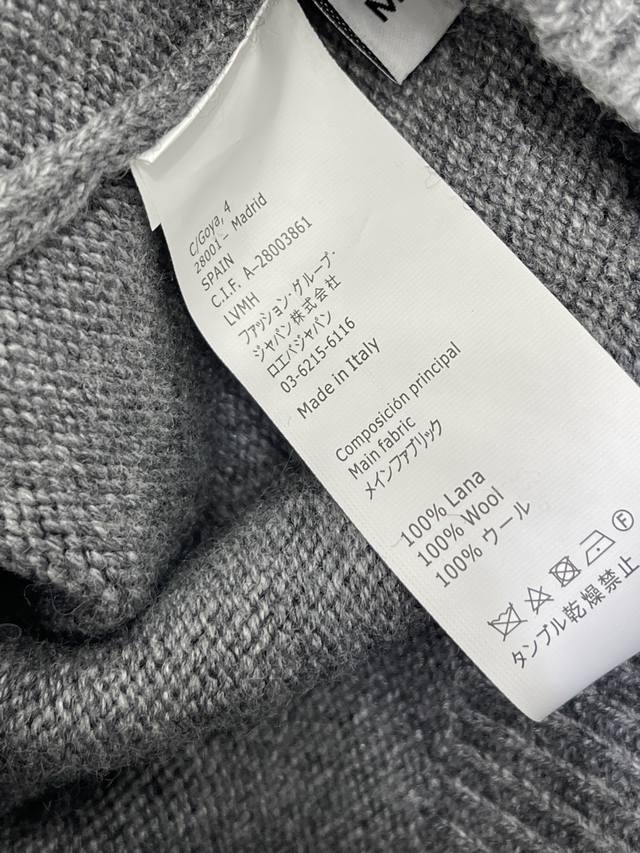 C/Goya, 4
28001 - Madrid
SPAIN
C.I.F. A-28003861
LVMH
ファッション・グループ・
ジャパン株式会社
ロエベジャパン
03-6215-6116
Made in Italy
Composición principal
Main fabric
メインファブリック
100% Lana
100% Wool
100% ウール
F
タンブル乾燥禁止
M